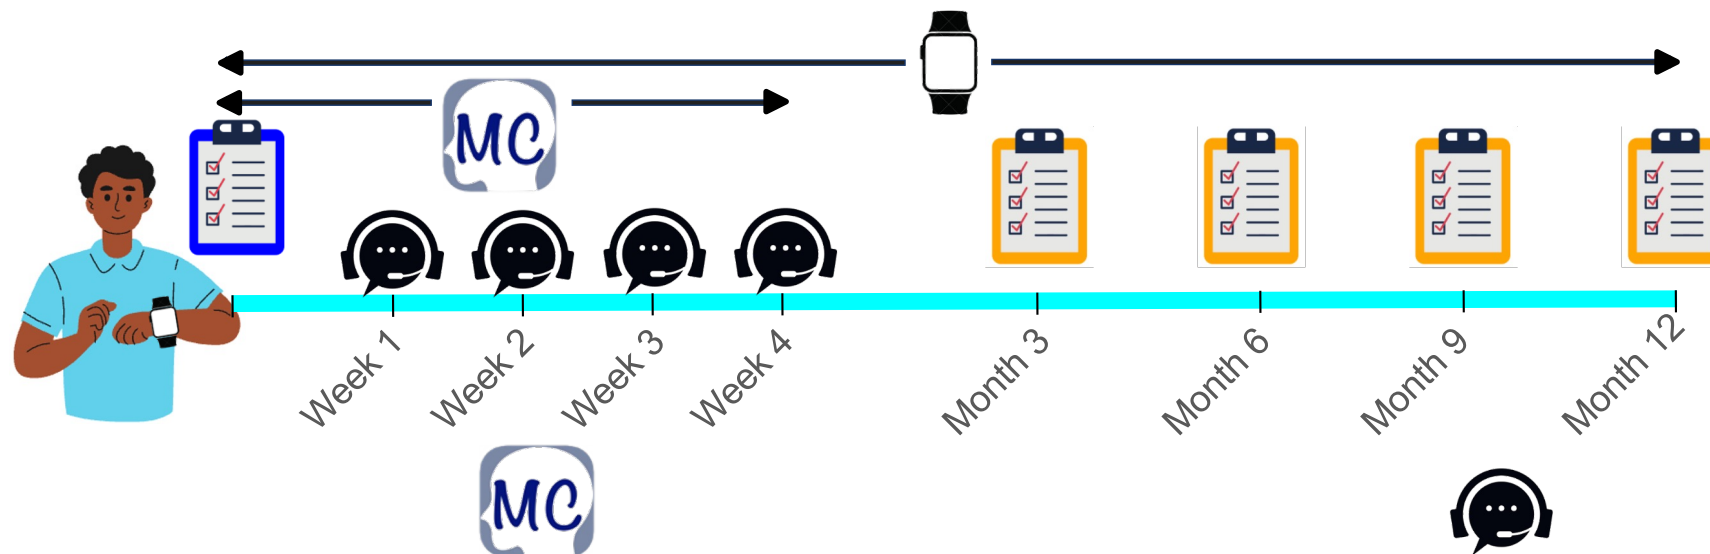 MC
Week 1
Week 2
Week 3
Week 4
Month 3
Month 6
Month 9
Month 12
MC